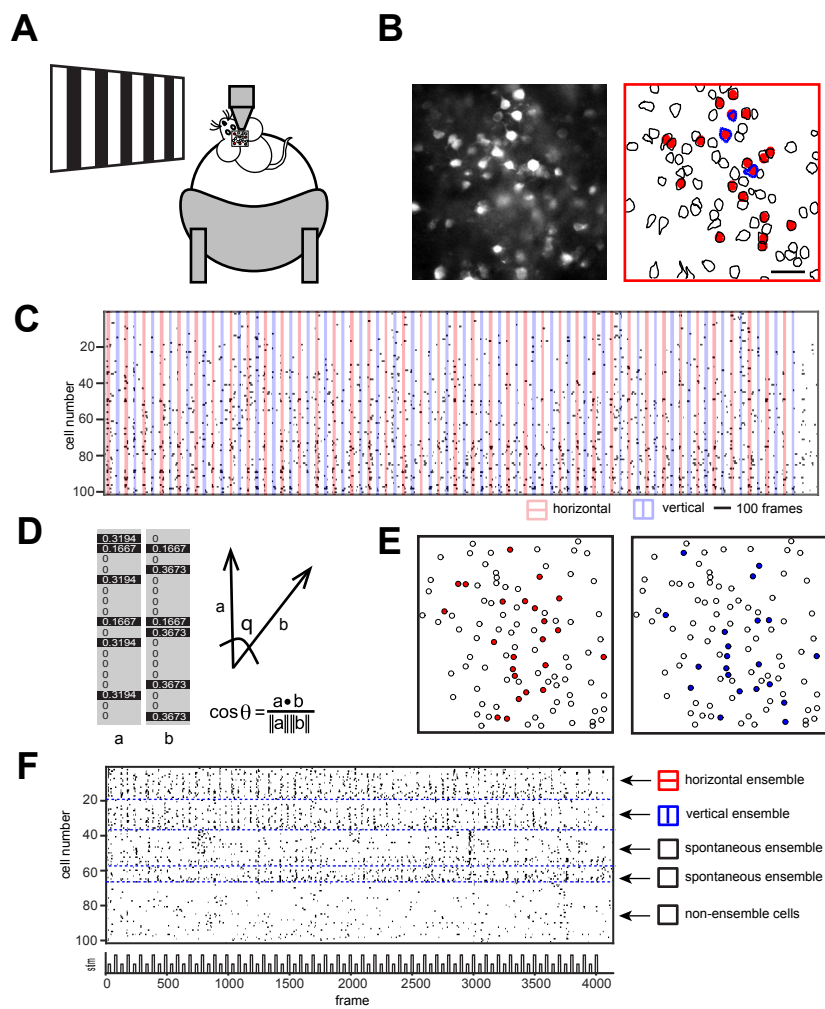 A
B
C
cell number
20
40
60
80
100
horizontal
vertical
100 frames
D
0.3194 0
0.1667 0.1667
0 0
0 0.3673
0.3194 0
0 0
0 0
0 0
0.1667 0.1667
0 0.3673
0.3194 0
0 0
0 0
0 0
0 0.3673
0.3194 0
0 0
0 0.3673
a b
a
q
b
cosθ = a•b
‖a‖‖b‖
E
F
cell number
20
40
60
80
100
horizontal ensemble
vertical ensemble
spontaneous ensemble
spontaneous ensemble
non-ensemble cells
stim
0 500 1000 1500 2000 2500 3000 3500 4000
frame